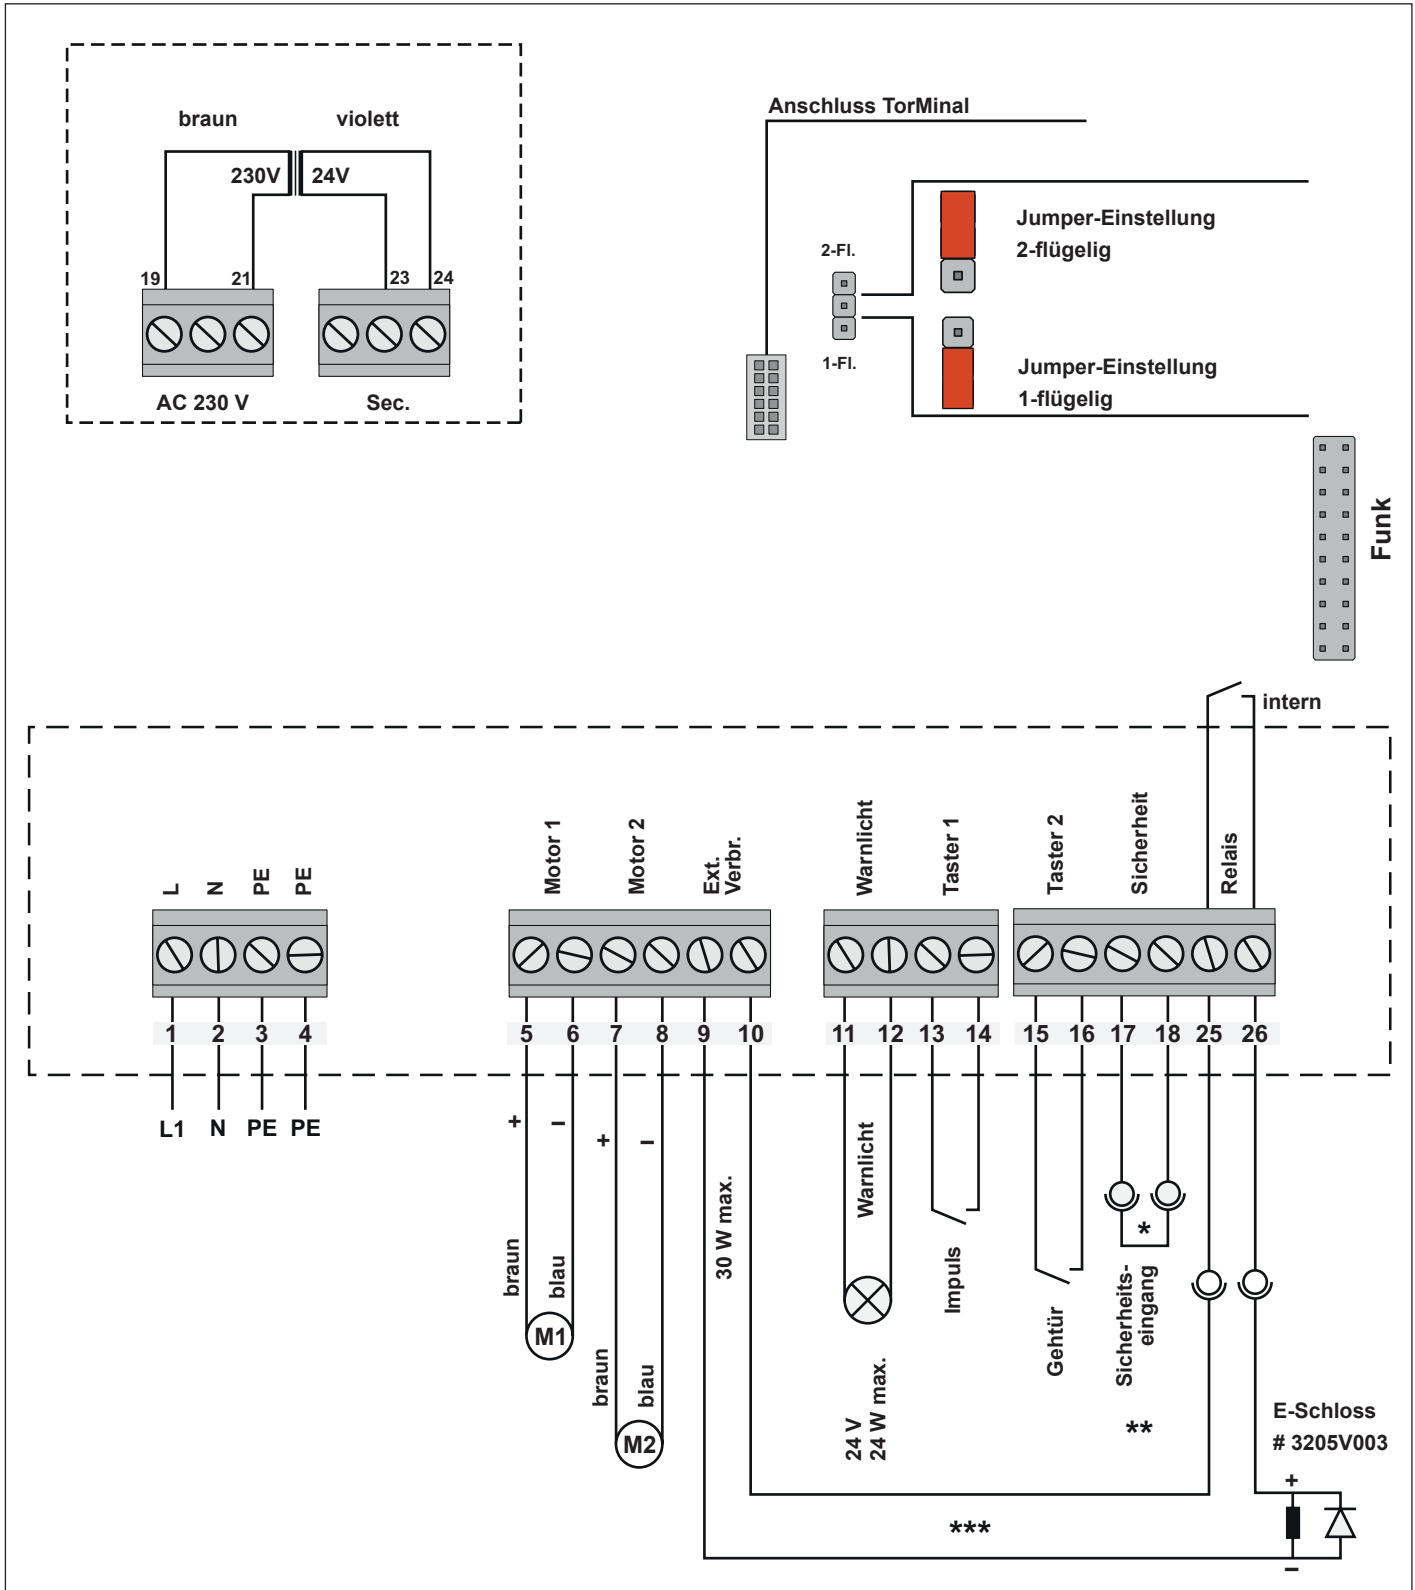 braun violett
230V 24V
19 21 23 24
AC 230 V Sec.
Anschluss TorMinal
2-Fl.
1-Fl.
Jumper-Einstellung
2-flügelig
Jumper-Einstellung
1-flügelig
Funk
intern
L
N
PE
PE
Motor 1
Motor 2
Ext.
Verbr.
Warnlicht
Taster 1
Taster 2
Sicherheit
Relais
1 2 3 4 5 6 7 8 9 10 11 12 13 14 15 16 17 18 25 26
L1 N PE PE
+ –
+ –
braun
blau
M1
braun
blau
M2
30 W max.
Warnlicht
24 V
24 W max.
Impuls
Gehtür
*
Sicherheits-
eingang
**
***
E-Schloss
# 3205V003
+
–